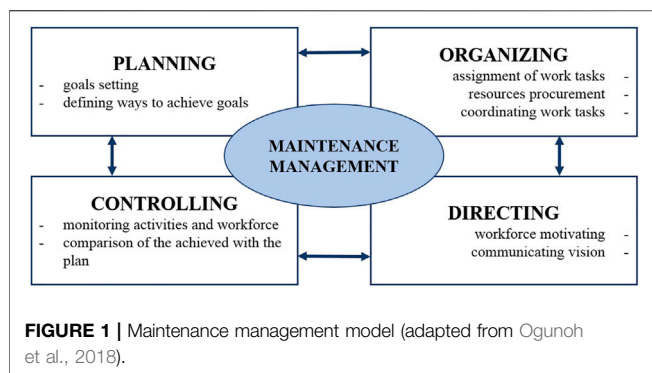 PLANNING
- goals setting
- defining ways to achieve goals
ORGANIZING
assignment of work tasks -
resources procurement -
coordinating work tasks -
MAINTENANCE
MANAGEMENT
CONTROLLING
- monitoring activities and workforce
- comparison of the achieved with the
plan
DIRECTING
workforce motivating -
communicating vision -
FIGURE 1 | Maintenance management model (adapted from Ogunoh
et al., 2018).